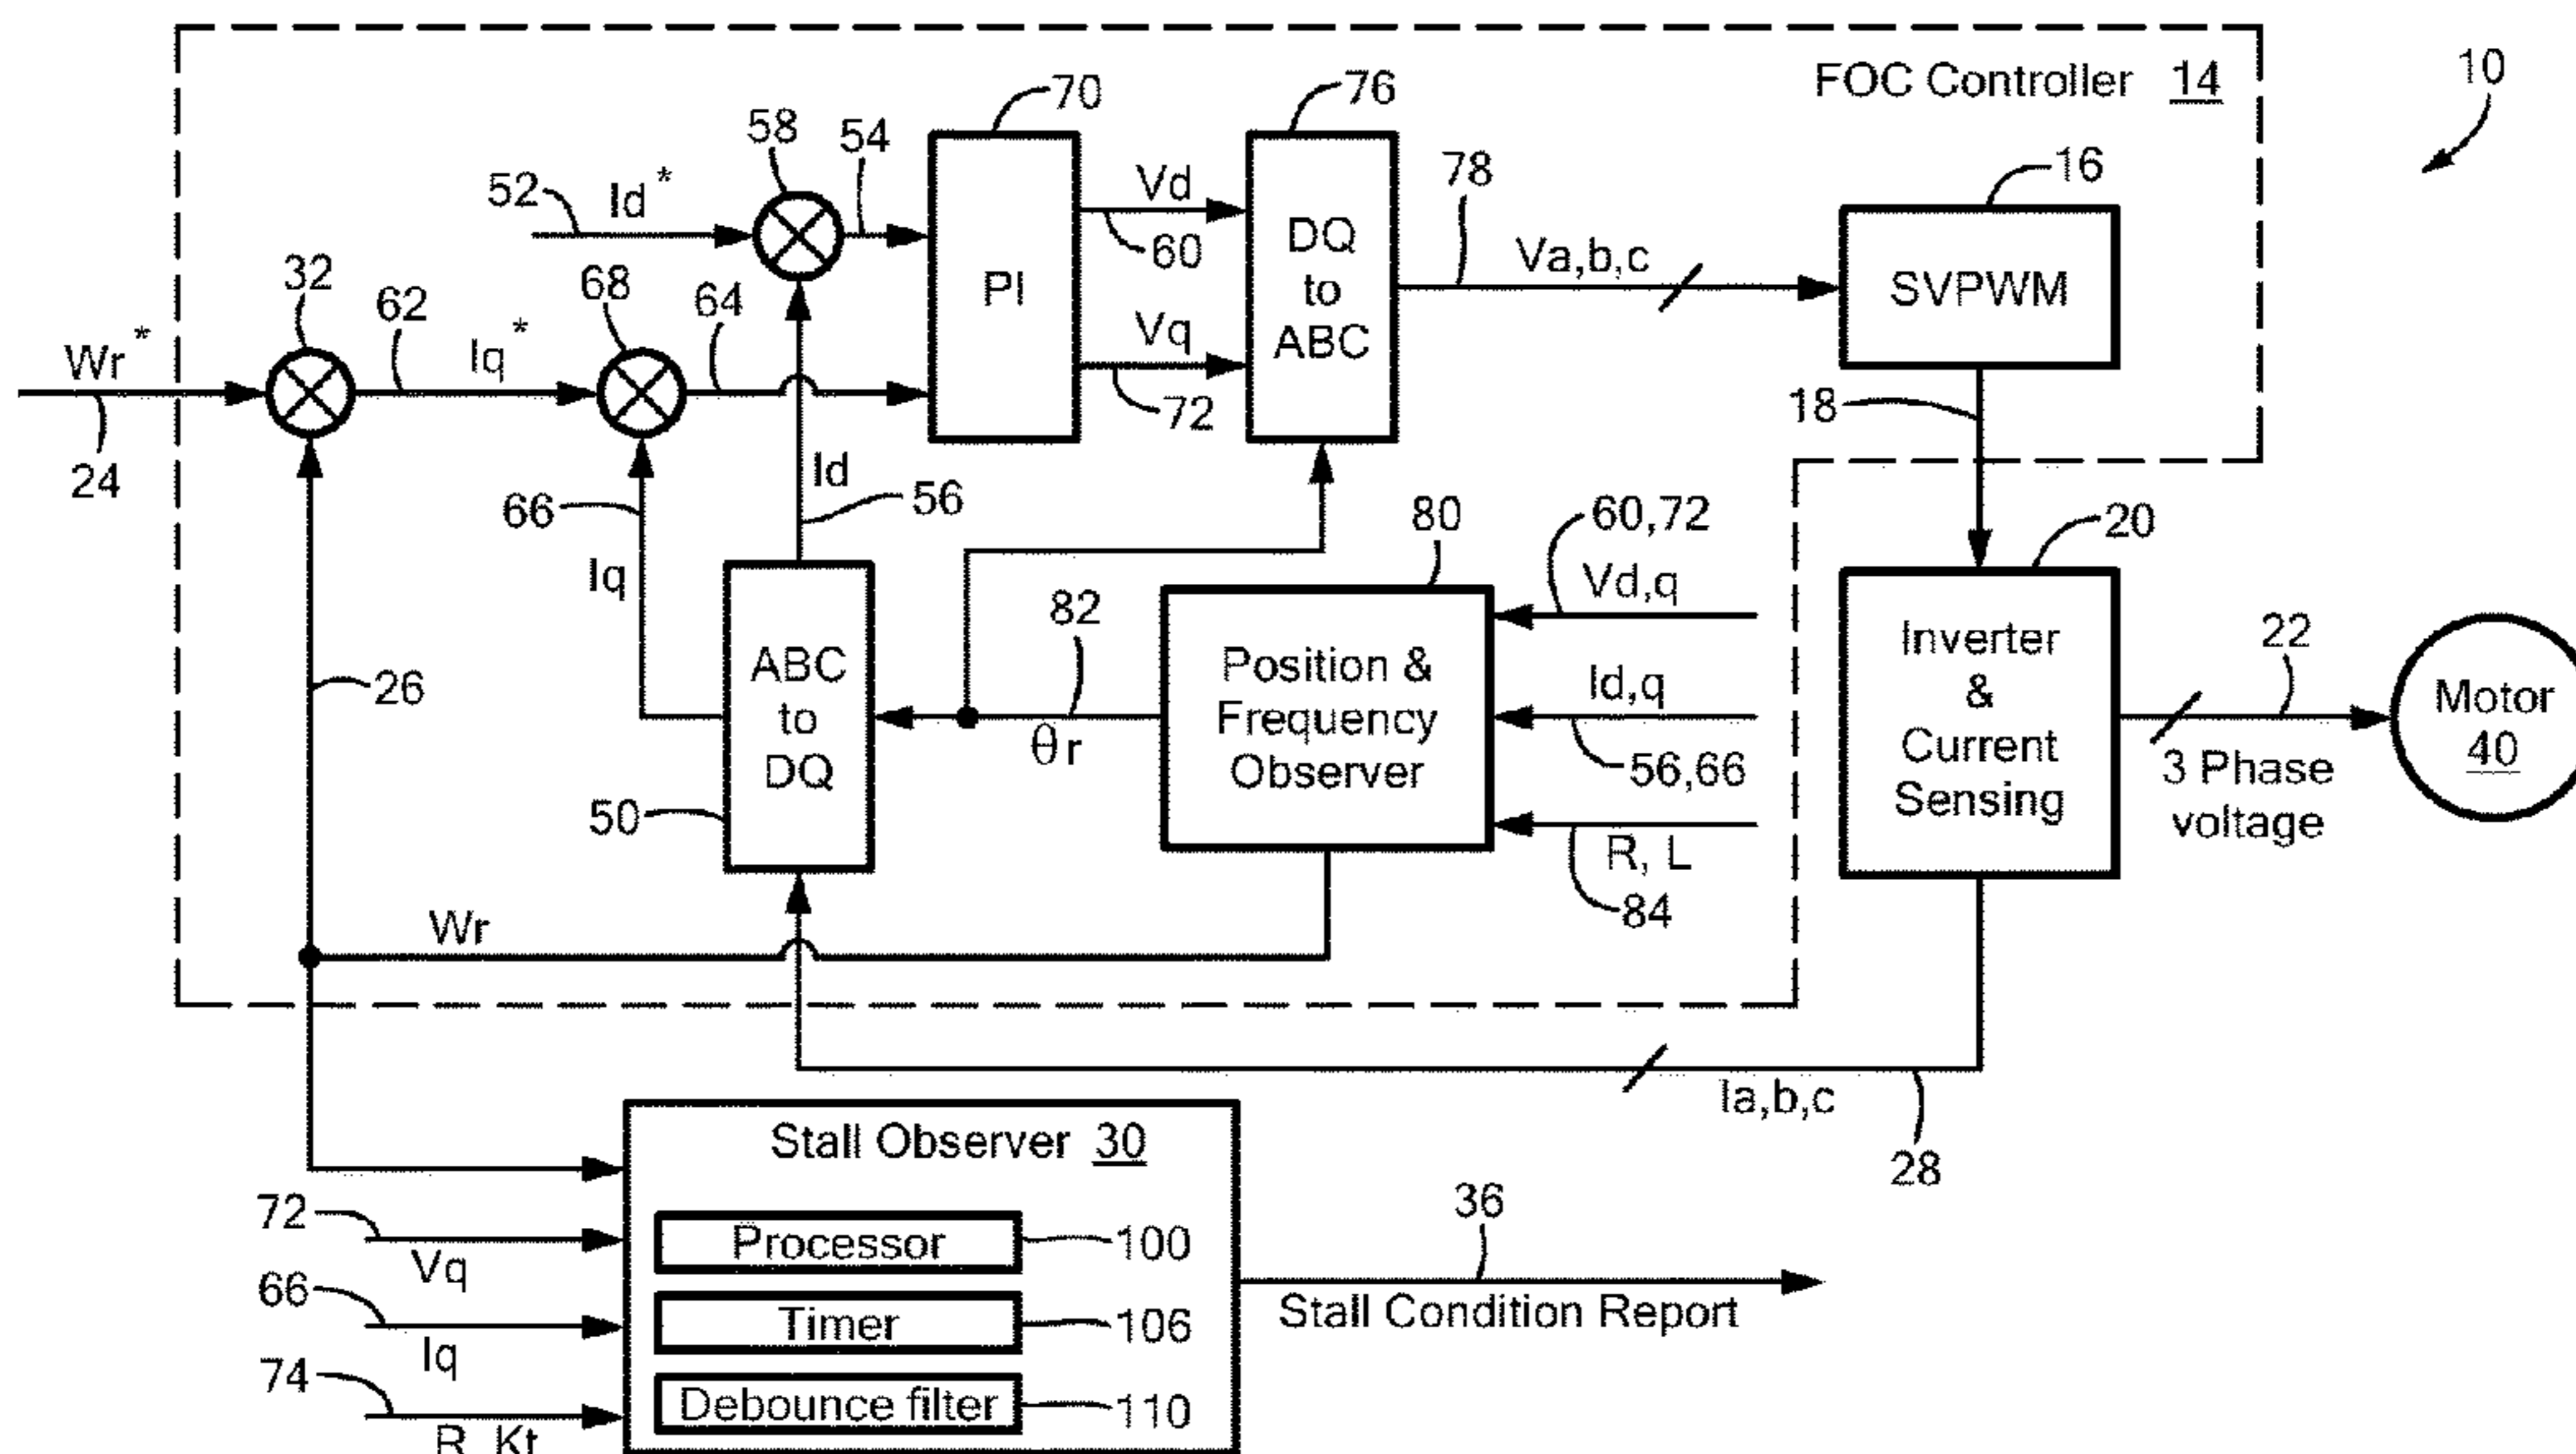 FOC Controller 14
10
70
76
58
54
16
52
Id*
Vd
60
DQ
to
ABC
78
Va,b,c
SVPWM
PI
32
62
68
64
Wr*
Iq*
Vq
72
24
18
Id
56
66
Iq
60,72
Vd,q
80
20
82
26
ABC
to
DQ
50
θr
Position &
Frequency
Observer
Id,q
56,66
R, L
84
Inverter
&
Current
Sensing
22
3 Phase
voltage
Motor
40
Wr
Ia,b,c
28
Stall Observer 30
72
Vq
Processor
100
66
Iq
Timer
106
74
R, Kt
Debounce filter
110
36
Stall Condition Report